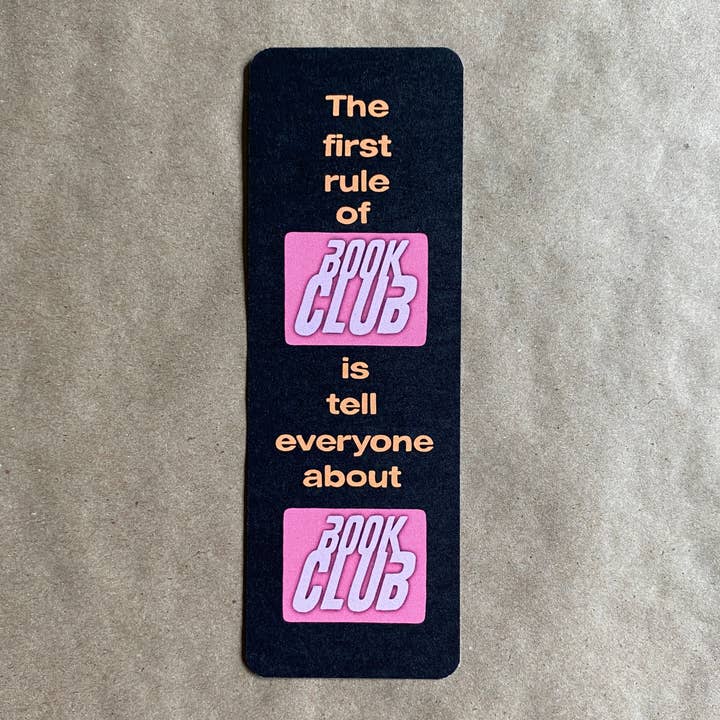 The
first
rule
of
BOOK
CLUB
is
tell
everyone
about
BOOK
CLUB